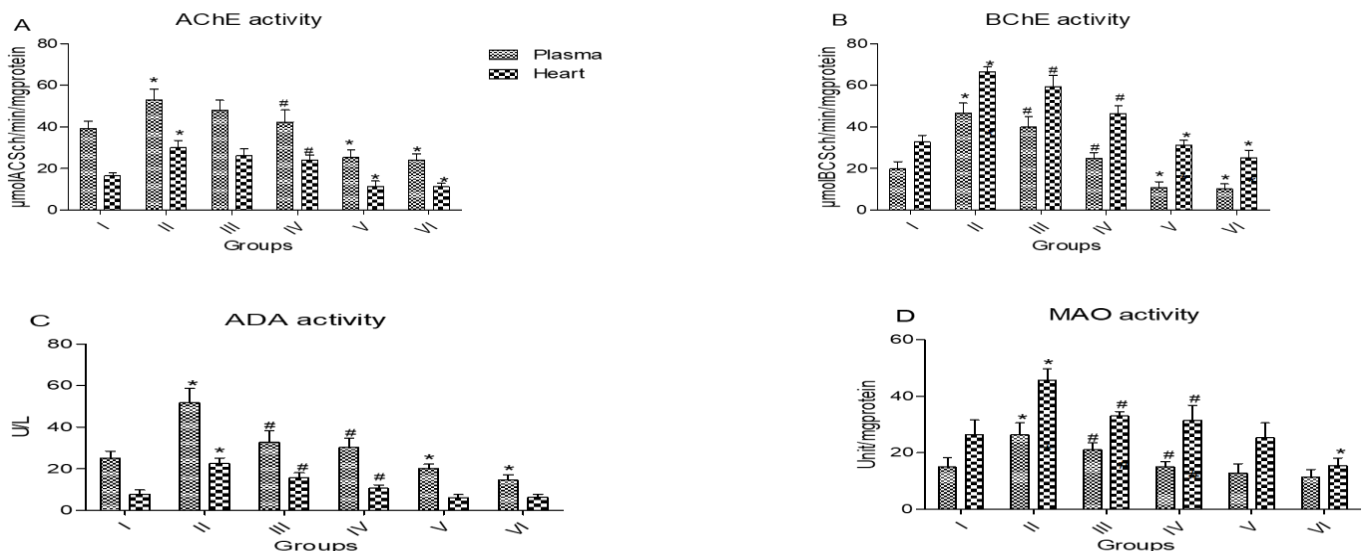 A
AChE activity
80
60
40
20
0
µmolACSch/min/mgprotein
* * # # * * * *
I II III IV V VI
Groups
Plasma
Heart
B
BChE activity
80
60
40
20
0
µmolBCSch/min/mgprotein
* * # # # # * * * *
I II III IV V VI
Groups
C
ADA activity
80
60
40
20
0
U/L
* * # # # # * *
I II III IV V VI
Groups
D
MAO activity
60
40
20
0
Unit/mgprotein
* * # # # # *
I II III IV V VI
Groups